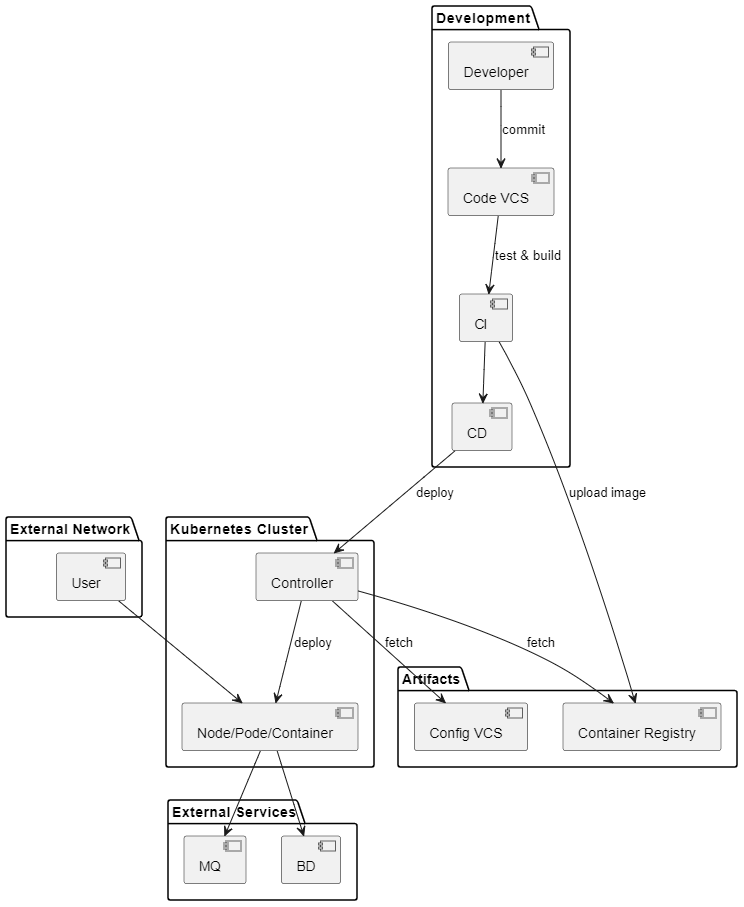 Development
Developer
commit
Code VCS
test & build
CI
CD
deploy
upload image
External Network
Kubernetes Cluster
User
Controller
deploy
fetch
fetch
Artifacts
Node/Pode/Container
Config VCS
Container Registry
External Services
MQ
BD